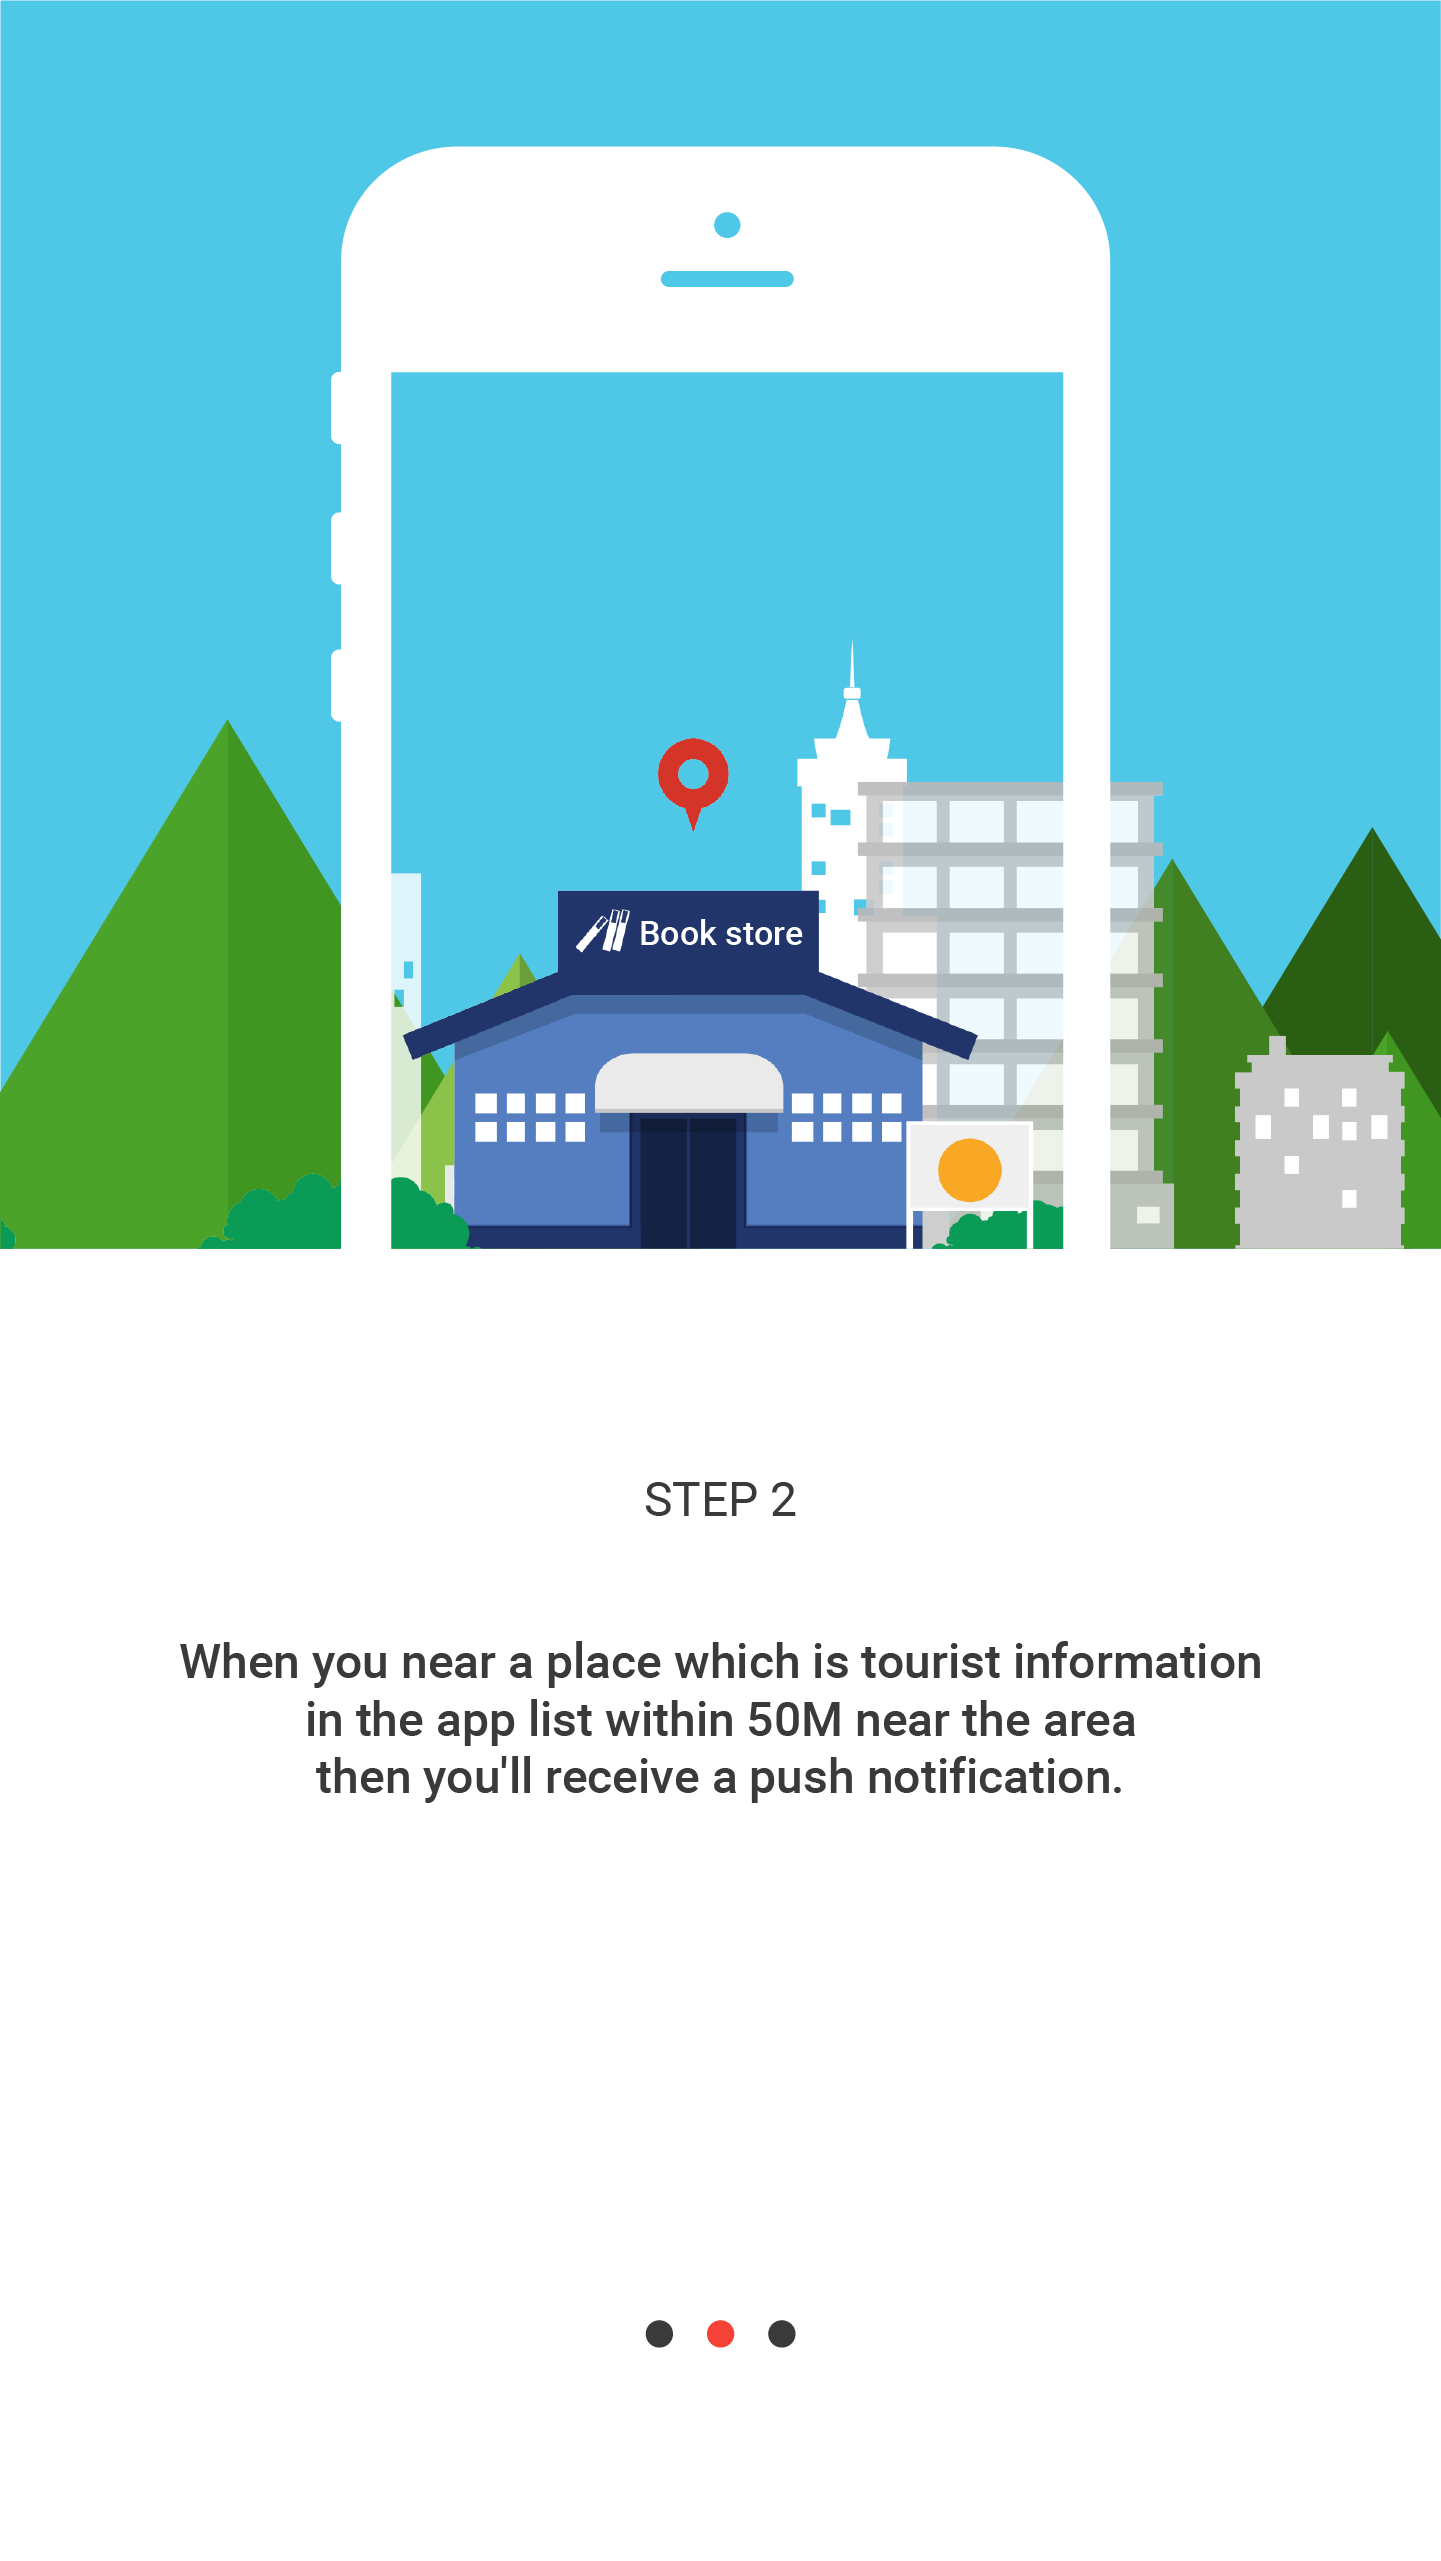 Book store
STEP 2
When you near a place which is tourist information
in the app list within 50M near the area
then you'll receive a push notification.